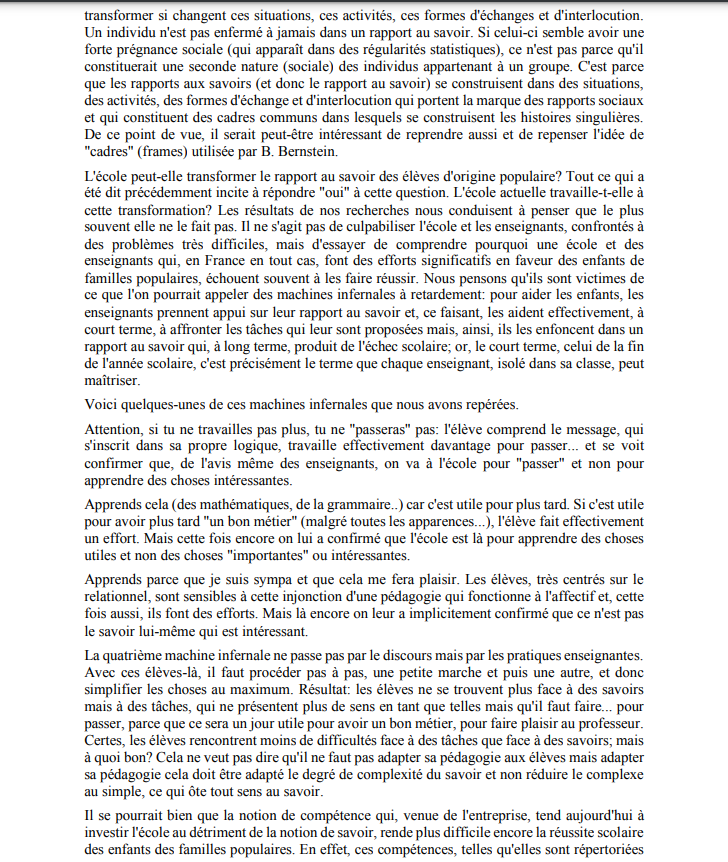 transformer si changent ces situations, ces activités, ces formes d'échanges et d'interlocution.
Un individu n'est pas enfermé à jamais dans un rapport au savoir. Si celui-ci semble avoir une
forte prégnance sociale (qui apparaît dans des régularités statistiques), ce n'est pas parce qu'il
constituerait une seconde nature (sociale) des individus appartenant à un groupe. C'est parce
que les rapports aux savoirs (et donc le rapport au savoir) se construisent dans des situations,
des activités, des formes d'échange et d'interlocution qui portent la marque des rapports sociaux
et qui constituent des cadres communs dans lesquels se construisent les histoires singulières.
De ce point de vue, il serait peut-être intéressant de reprendre aussi et de repenser l'idée de
"cadres" (frames) utilisée par B. Bernstein.
L'école peut-elle transformer le rapport au savoir des élèves d'origine populaire? Tout ce qui a
été dit précédemment incite à répondre "oui" à cette question. L'école actuelle travaille-t-elle à
cette transformation? Les résultats de nos recherches nous conduisent à penser que le plus
souvent elle ne le fait pas. Il ne s'agit pas de culpabiliser l'école et les enseignants, confrontés à
des problèmes très difficiles, mais d'essayer de comprendre pourquoi une école et des
enseignants qui, en France en tout cas, font des efforts significatifs en faveur des enfants de
familles populaires, échouent souvent à les faire réussir. Nous pensons qu'ils sont victimes de
ce que l'on pourrait appeler des machines infernales à retardement: pour aider les enfants, les
enseignants prennent appui sur leur rapport au savoir et, ce faisant, les aident effectivement, à
court terme, à affronter les tâches qui leur sont proposées mais, ainsi, ils les enfoncent dans un
rapport au savoir qui, à long terme, produit de l'échec scolaire; or, le court terme, celui de la fin
de l'année scolaire, c'est précisément le terme que chaque enseignant, isolé dans sa classe, peut
maîtriser.
Voici quelques-unes de ces machines infernales que nous avons repérées.
Attention, si tu ne travailles pas plus, tu ne "passeras" pas: l'élève comprend le message, qui
s'inscrit dans sa propre logique, travaille effectivement davantage pour passer... et se voit
confirmer que, de l'avis même des enseignants, on va à l'école pour "passer" et non pour
apprendre des choses intéressantes.
Apprends cela (des mathématiques, de la grammaire..) car c'est utile pour plus tard. Si c'est utile
pour avoir plus tard "un bon métier" (malgré toutes les apparences...), l'élève fait effectivement
un effort. Mais cette fois encore on lui a confirmé que l'école est là pour apprendre des choses
utiles et non des choses "importantes" ou intéressantes.
Apprends parce que je suis sympa et que cela me fera plaisir. Les élèves, très centrés sur le
relationnel, sont sensibles à cette injonction d'une pédagogie qui fonctionne à l'affectif et, cette
fois aussi, ils font des efforts. Mais là encore on leur a implicitement confirmé que ce n'est pas
le savoir lui-même qui est intéressant.
La quatrième machine infernale ne passe pas par le discours mais par les pratiques enseignantes.
Avec ces élèves-là, il faut procéder pas à pas, une petite marche et puis une autre, et donc
simplifier les choses au maximum. Résultat: les élèves ne se trouvent plus face à des savoirs
mais à des tâches, qui ne présentent plus de sens en tant que telles mais qu'il faut faire... pour
passer, parce que ce sera un jour utile pour avoir un bon métier, pour faire plaisir au professeur.
Certes, les élèves rencontrent moins de difficultés face à des tâches que face à des savoirs; mais
à quoi bon? Cela ne veut pas dire qu'il ne faut pas adapter sa pédagogie aux élèves mais adapter
sa pédagogie cela doit être adapté le degré de complexité du savoir et non réduire le complexe
au simple, ce qui ôte tout sens au savoir.
Il se pourrait bien que la notion de compétence qui, venue de l'entreprise, tend aujourd'hui à
investir l'école au détriment de la notion de savoir, rende plus difficile encore la réussite scolaire
des enfants des familles populaires. En effet, ces compétences, telles qu'elles sont répertoriées